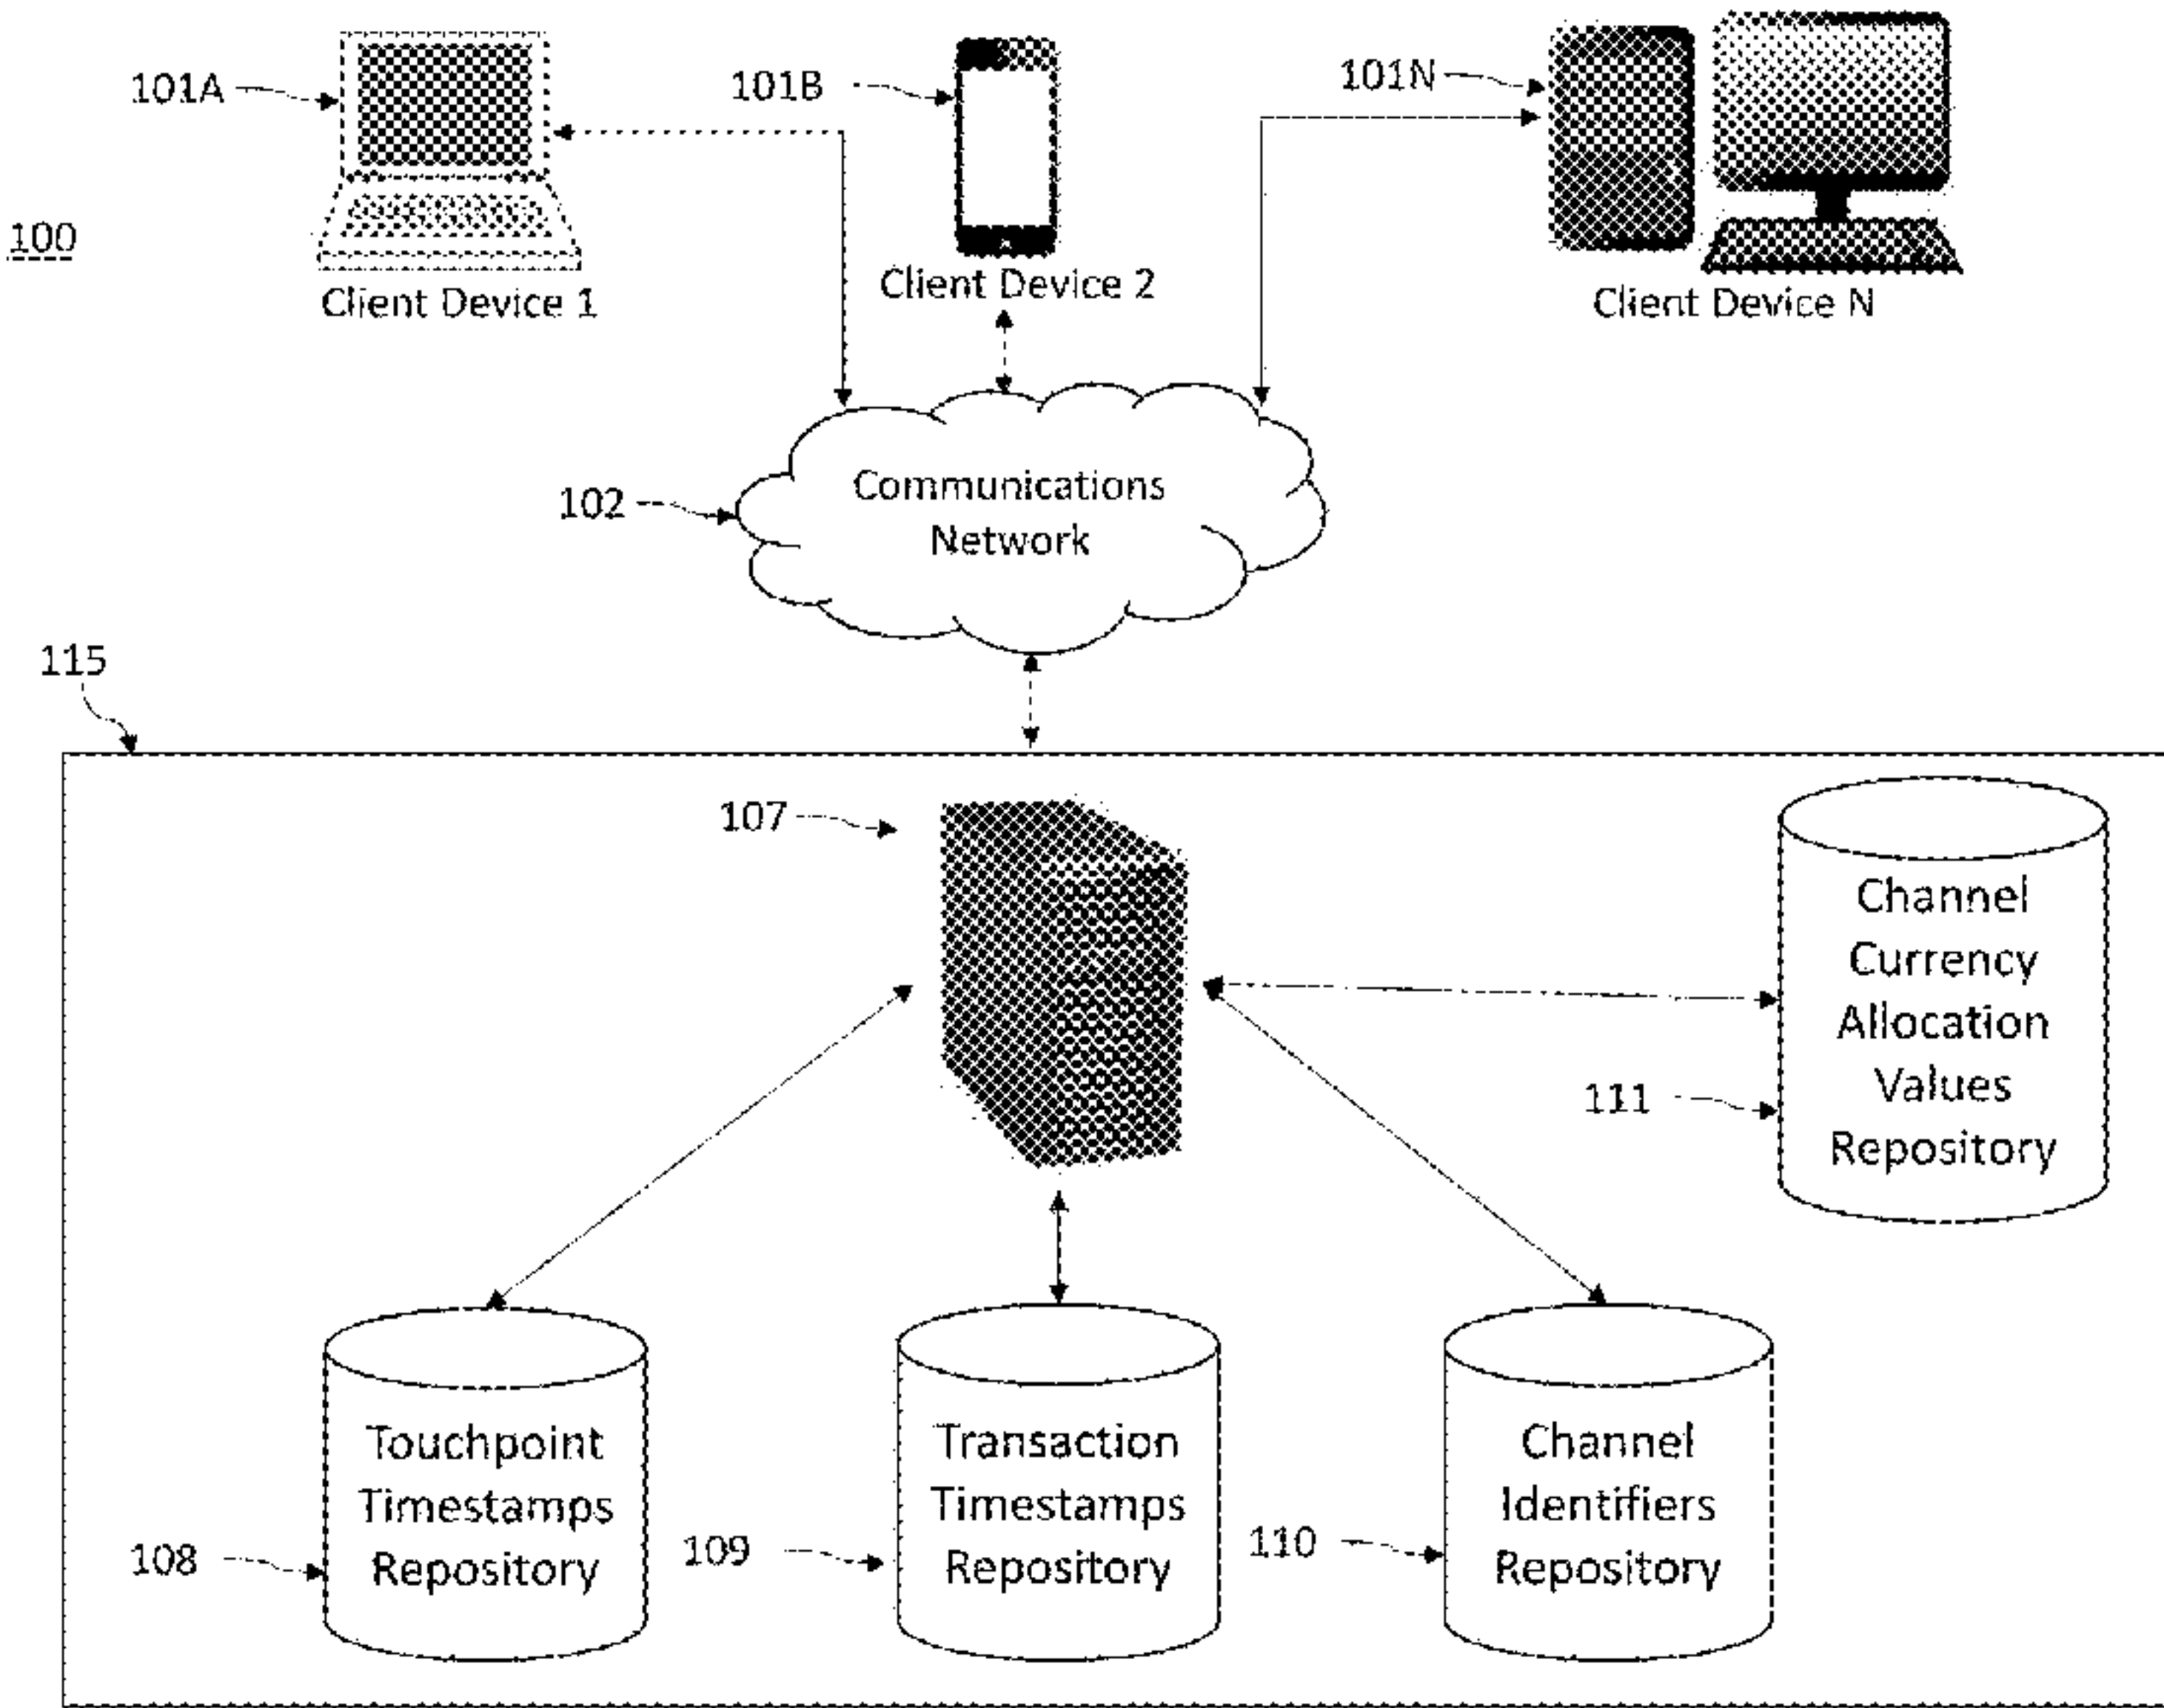 101A
101B
101N
100
Client Device 1
Client Device 2
Client Device N
102
Communications
Network
115
107
111
Channel
Currency
Allocation
Values
Repository
108
Touchpoint
Timestamps
Repository
109
Transaction
Timestamps
Repository
110
Channel
Identifiers
Repository